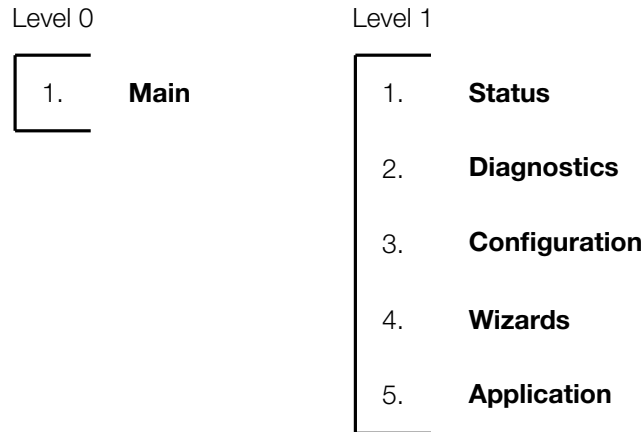 Level 0
1. Main
Level 1
1. Status
2. Diagnostics
3. Configuration
4. Wizards
5. Application